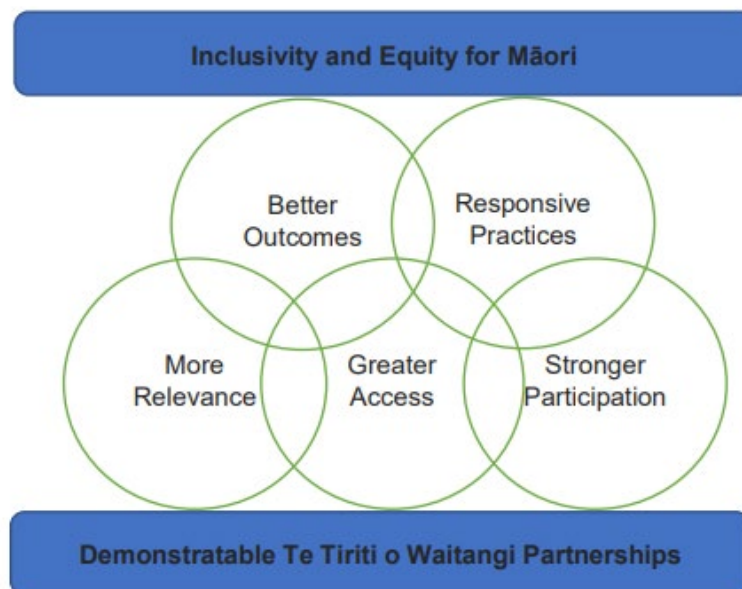 Inclusivity and Equity for Māori
Better
Outcomes
Responsive
Practices
More
Relevance
Greater
Access
Stronger
Participation
Demonstratable Te Tiriti o Waitangi Partnerships